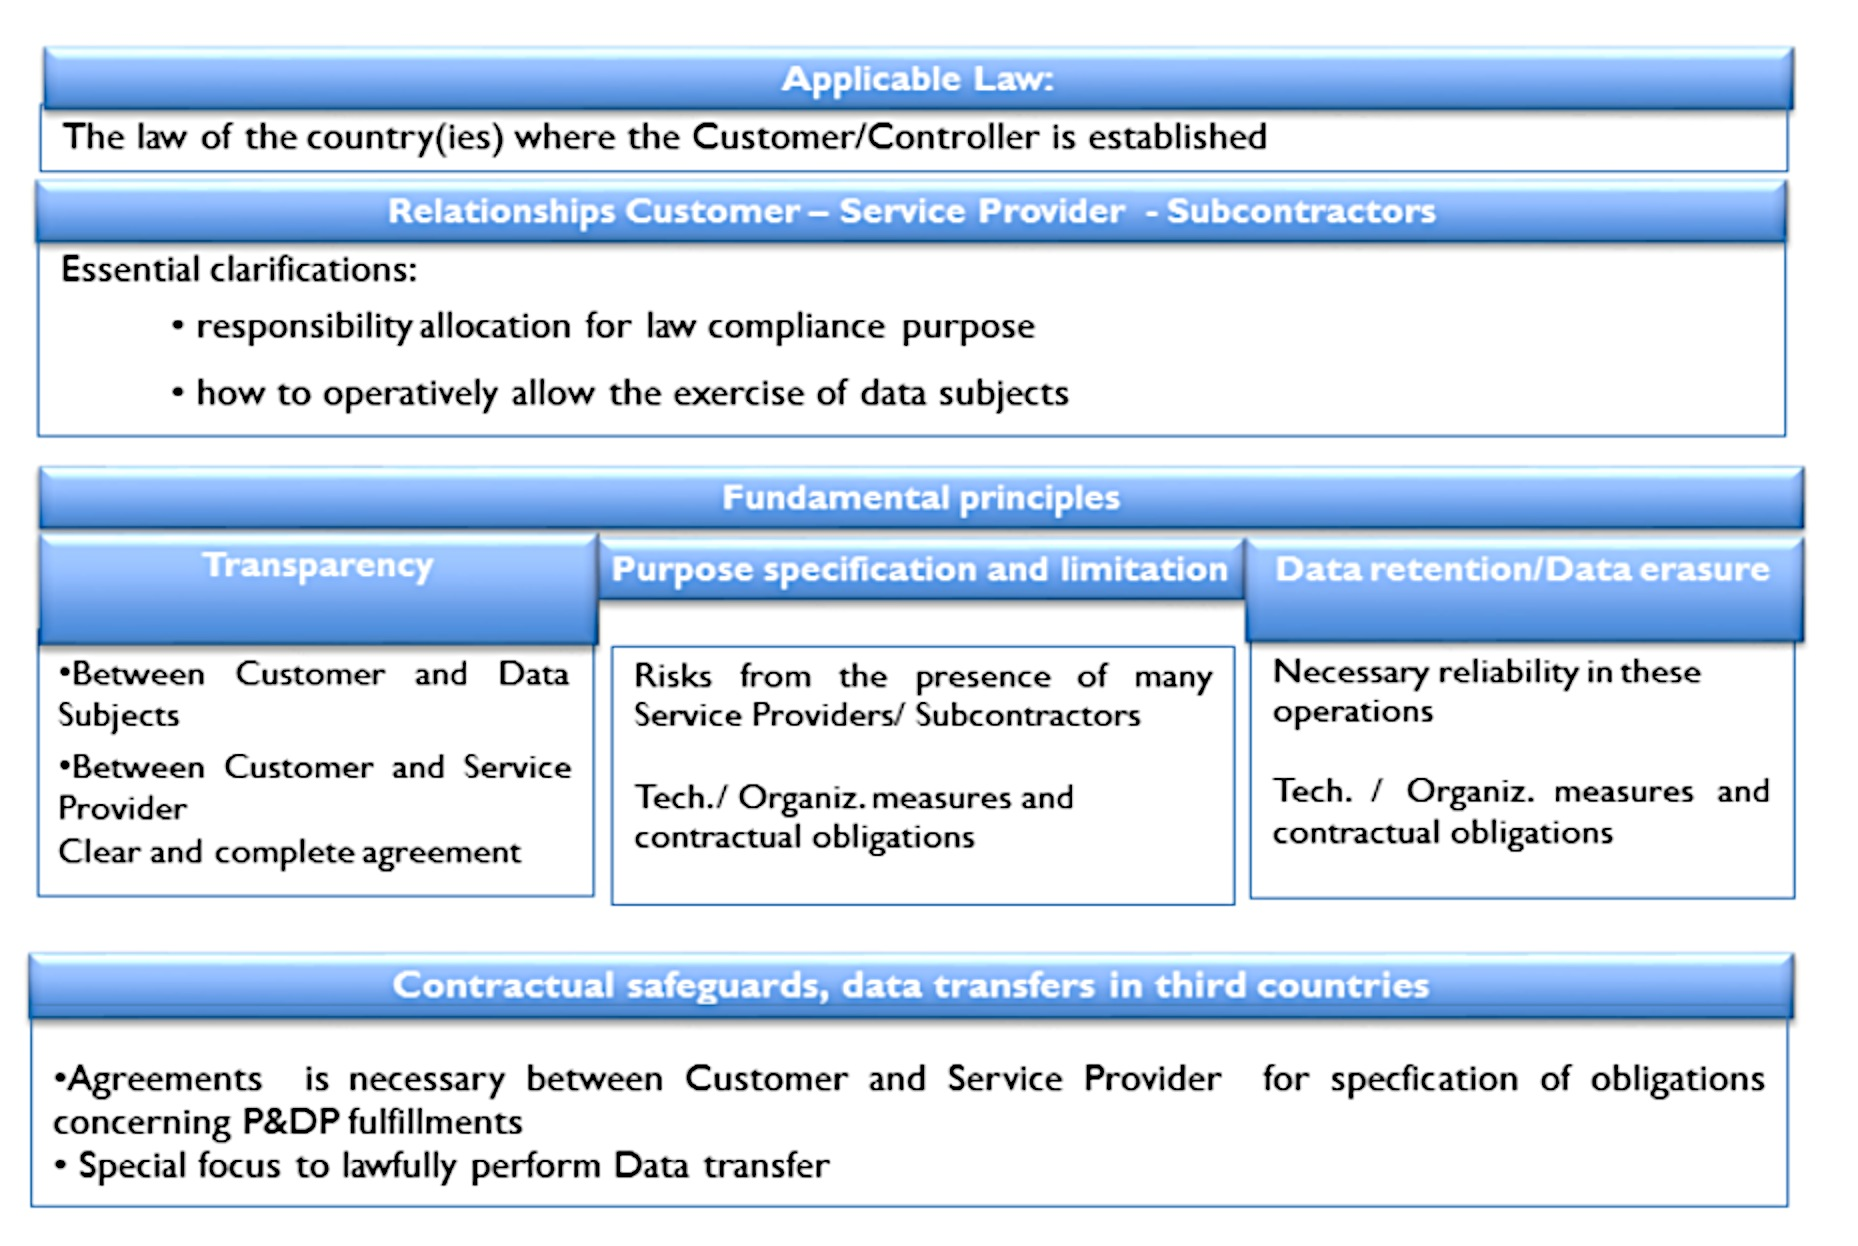 Applicable Law:
The law of the country(ies) where the Customer/Controller is established
Relationships Customer – Service Provider - Subcontractors
Essential clarifications:
• responsibility allocation for law compliance purpose
• how to operatively allow the exercise of data subjects
Fundamental principles
Transparency
•Between Customer and Data
Subjects
•Between Customer and Service
Provider
Clear and complete agreement
Purpose specification and limitation
Risks from the presence of many
Service Providers/ Subcontractors
Tech./ Organiz. measures and
contractual obligations
Data retention/Data erasure
Necessary reliability in these
operations
Tech. / Organiz. measures and
contractual obligations
Contractual safeguards, data transfers in third countries
•Agreements is necessary between Customer and Service Provider for specfication of obligations
concerning P&DP fulfillments
• Special focus to lawfully perform Data transfer